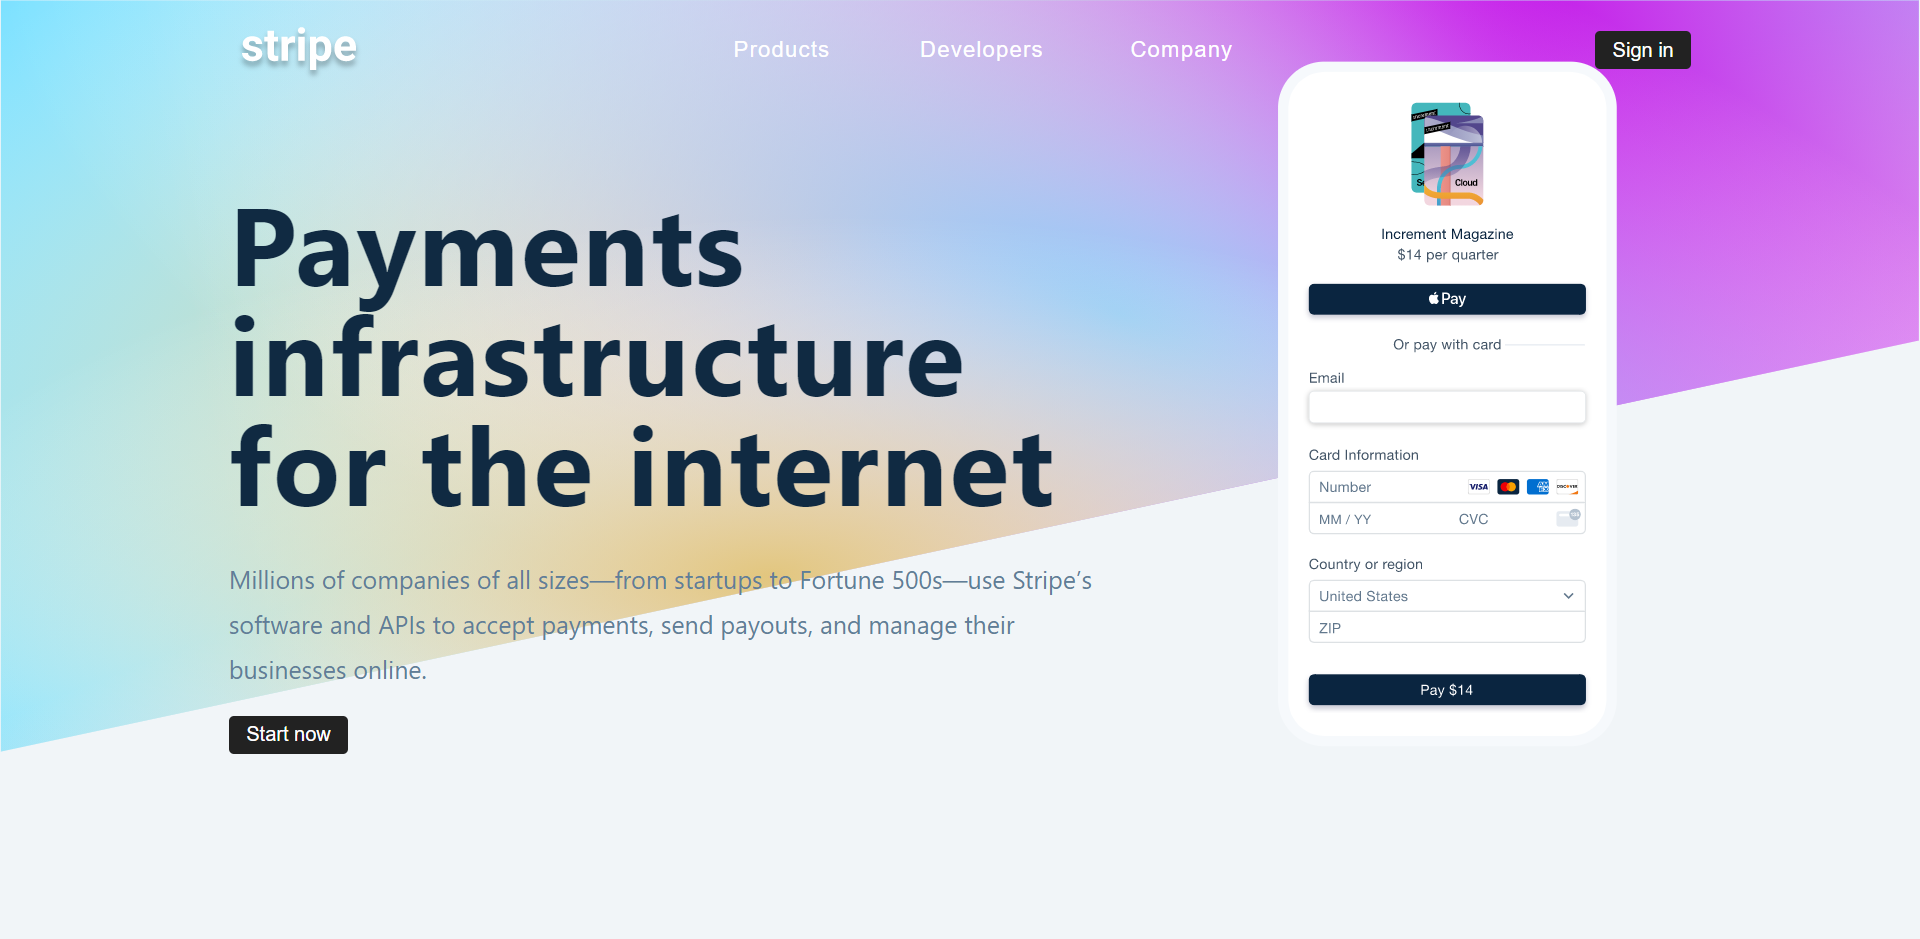 stripe
Products
Developers
Company
Sign in
Payments
infrastructure
for the internet
Millions of companies of all sizes—from startups to Fortune 500s—use Stripe’s
software and APIs to accept payments, send payouts, and manage their
businesses online.
Start now
Cloud
Increment Magazine
$14 per quarter
Pay
Or pay with card
Email
Card Information
Number
VISA
DISCOVER
MM / YY
CVC
Country or region
United States
ZIP
Pay $14